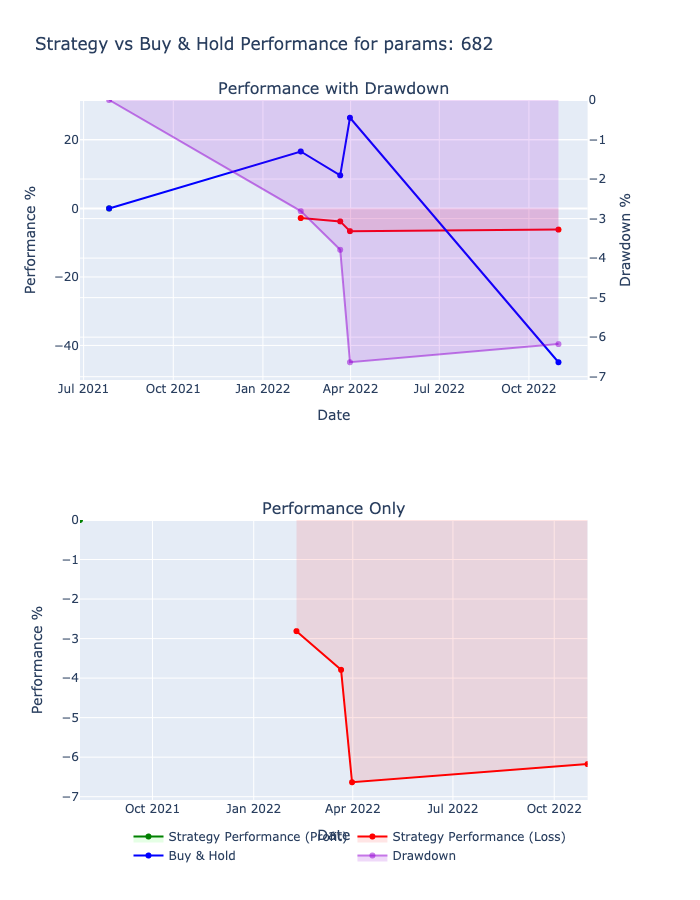 Strategy vs Buy & Hold Performance for params: 682
Performance with Drawdown
20
0
−20
−40
Performance %
0
−1
−2
−3
−4
−5
−6
−7
Drawdown %
Jul 2021 Oct 2021 Jan 2022 Apr 2022 Jul 2022 Oct 2022
Date
Performance Only
0
−1
−2
−3
−4
−5
−6
−7
Performance %
Oct 2021 Jan 2022 Apr 2022 Jul 2022 Oct 2022
Date
Strategy Performance (Profit) Strategy Performance (Loss)
Buy & Hold Drawdown